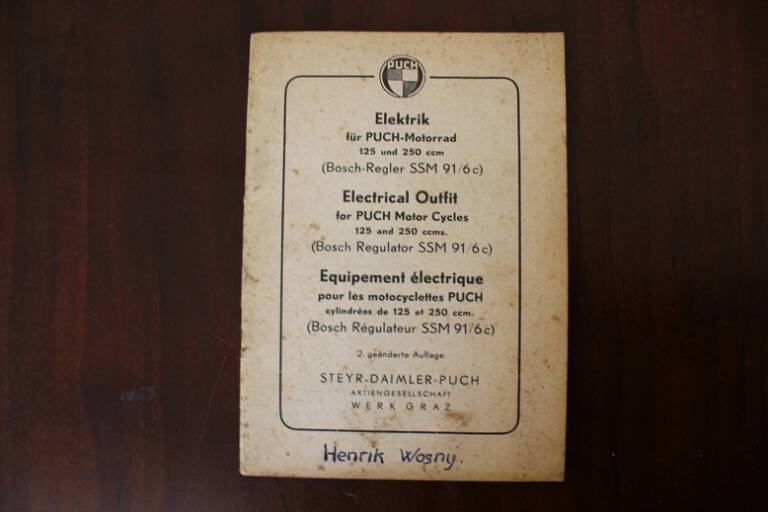 PUCH
Elektrik
für PUCH-Motorrad
125 und 250 ccm
(Bosch-Regler SSM 91/6c)
Electrical Outfit
for PUCH Motor Cycles
125 and 250 ccms.
(Bosch Regulator SSM 91/6c)
Equipement électrique
pour les motocyclettes PUCH
cylindrées de 125 et 250 ccm.
(Bosch Régulateur SSM 91/6c)
2. geänderte Auflage
STEYR-DAIMLER-PUCH
AKTIENGESELLSCHAFT
WERK GRAZ
Henrik Wosny.